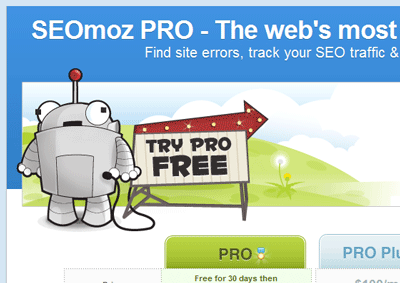 SEOmoz PRO - The web's most
Find site errors, track your SEO traffic &
TRY PRO
FREE
PRO
PRO Plu
Free for 30 days then